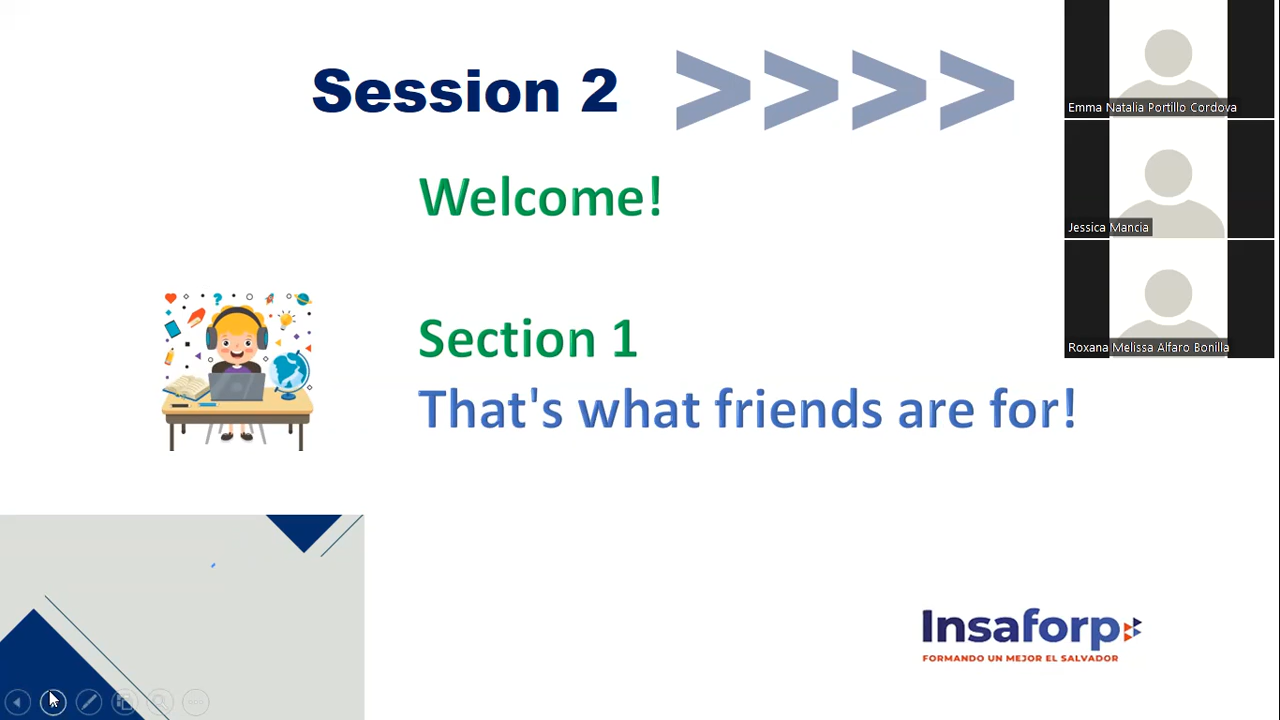 Session 2 >>>>
Welcome!
Section 1
That's what friends are for!
Insaforp
FORMANDO UN MEJOR EL SALVADOR
Emma Natalia Portillo Cordova
Jessica Mancia
Roxana Melissa Alfaro Bonilla